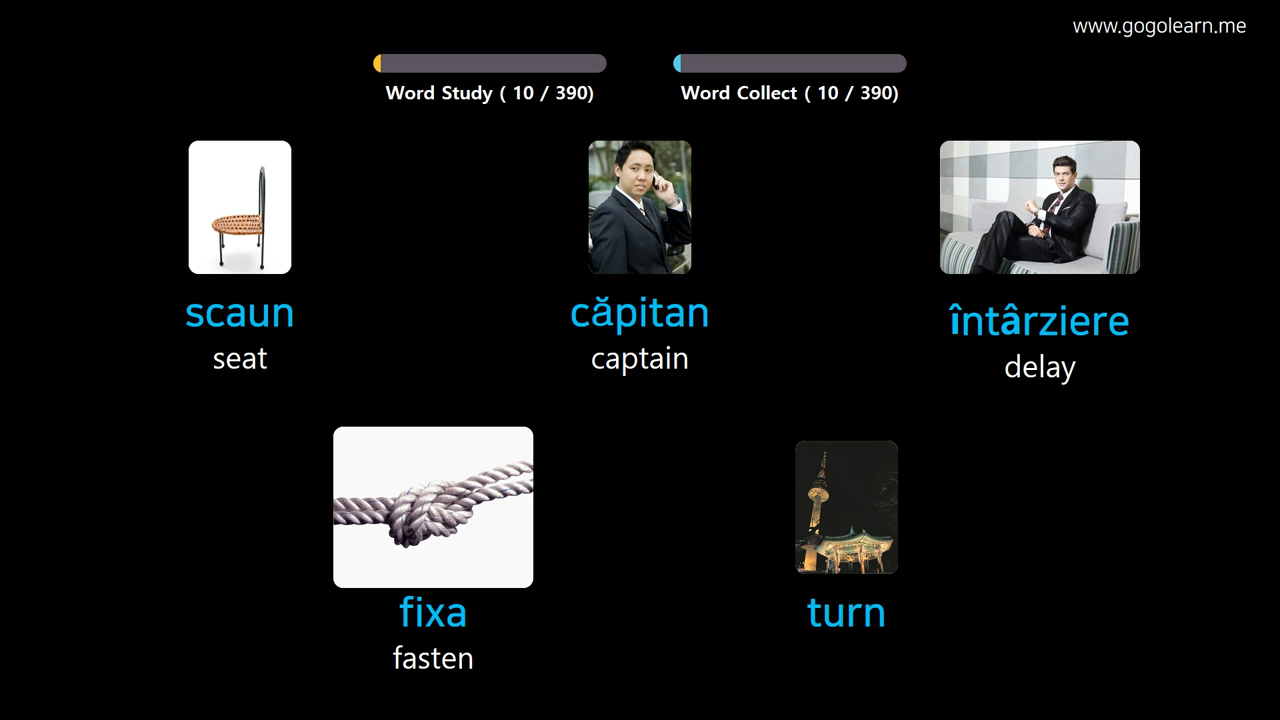 www.gogolearn.me
Word Study ( 10 / 390)
Word Collect ( 10 / 390)
scaun
seat
căpitan
captain
întârziere
delay
fixa
fasten
turn